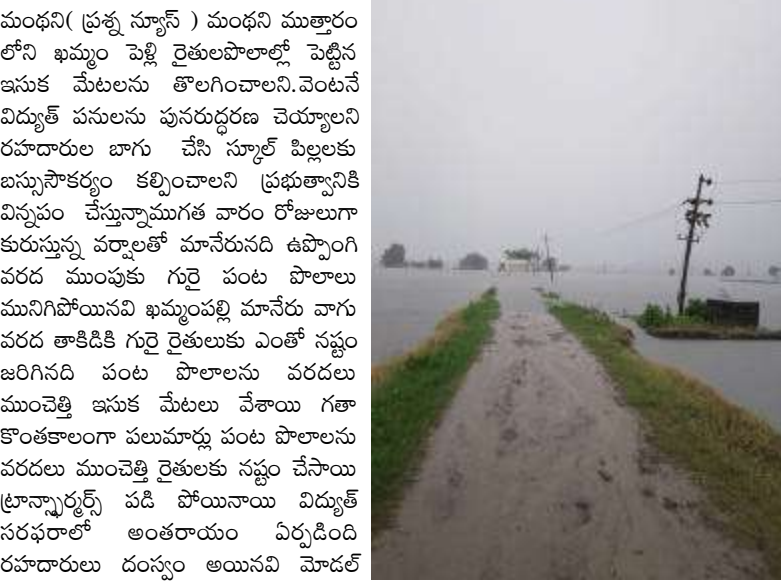 మంథని( ప్రశ్న న్యూస్ ) మంథని ముత్తారం
లోని ఖమ్మం పెళ్లి రైతులపొలాల్లో పెట్టిన
ఇసుక మేటలను తొలగించాలని.వెంటనే
విద్యుత్ పనులను పునరుద్ధరణ చెయ్యాలని
రహదారుల బాగు చేసి స్కూల్ పిల్లలకు
బస్సుసౌకర్యం కల్పించాలని ప్రభుత్వానికి
విన్నపం చేస్తున్నాముగత వారం రోజులుగా
కురుస్తున్న వర్షాలతో మానేరునది ఉప్పొంగి
వరద ముంపుకు గురై పంట పొలాలు
మునిగిపోయినవి ఖమ్మంపల్లి మానేరు వాగు
వరద తాకిడికి గురై రైతులుకు ఎంతో నష్టం
జరిగినది పంట పొలాలను వరదలు
ముంచెత్తి ఇసుక మేటలు వేశాయి గతా
కొంతకాలంగా పలుమార్లు పంట పొలాలను
వరదలు ముంచెత్తి రైతులకు నష్టం చేసాయి
ట్రాన్స్ఫార్మర్స్ పడి పోయినాయి విద్యుత్
సరఫరాలో అంతరాయం ఏర్పడింది
రహదారులు దంస్వం అయినవి మోడల్